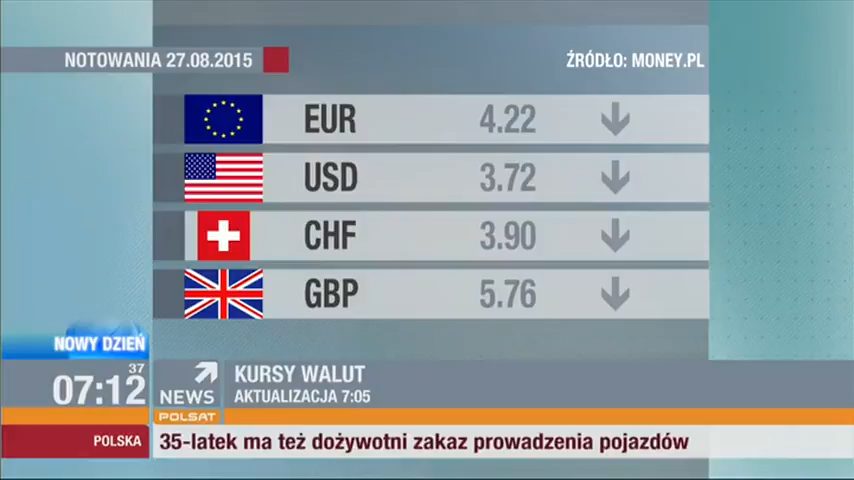 NOTOWANIA 27.08.2015
ŹRÓDŁO: MONEY.PL
EUR 4.22
USD 3.72
CHF 3.90
GBP 5.76
NOWY DZIEŃ
07:12 37
NEWS
POLSAT
KURSY WALUT
AKTUALIZACJA 7:05
POLSKA
35-latek ma też dożywotni zakaz prowadzenia pojazdów